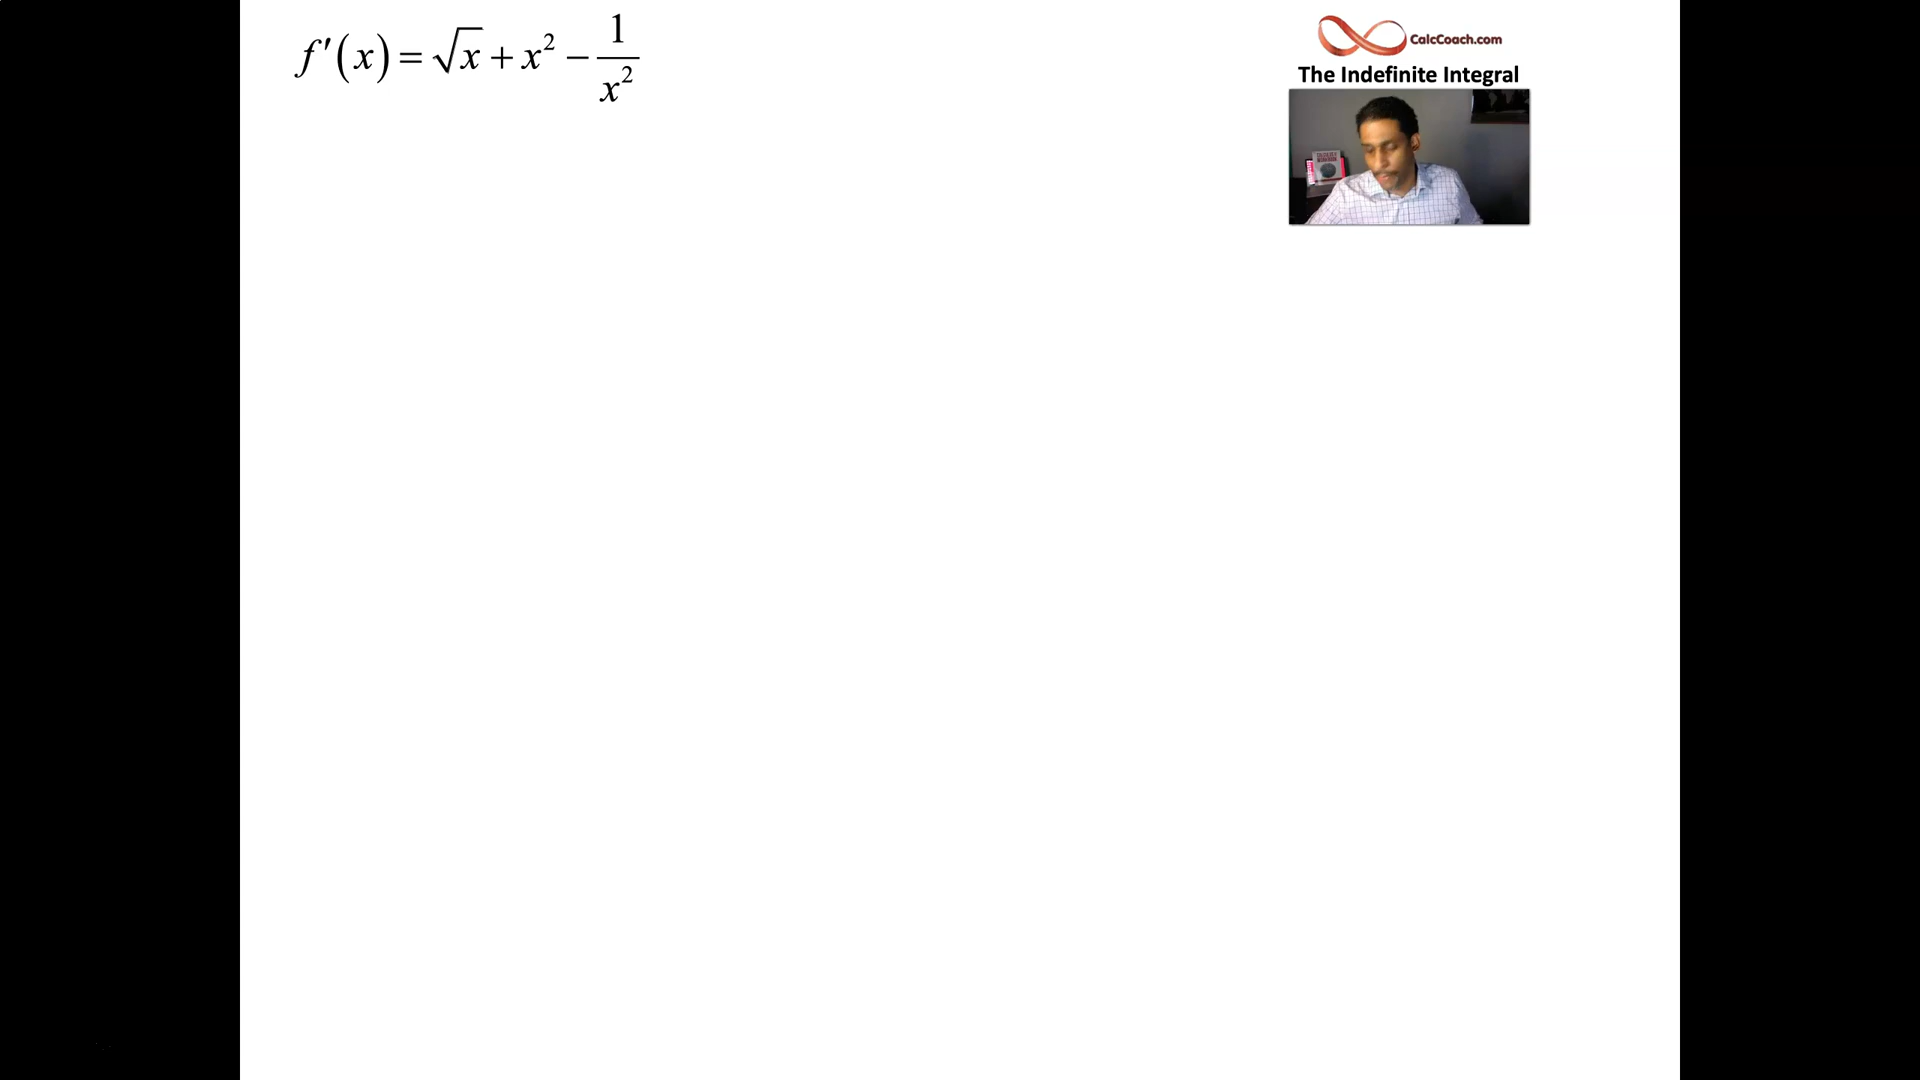 f′(x) = √x + x² − 1/x²
CalcCoach.com
The Indefinite Integral